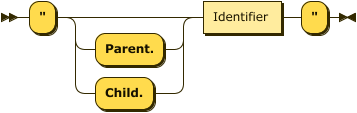 " Identifier "
Parent.
Child.